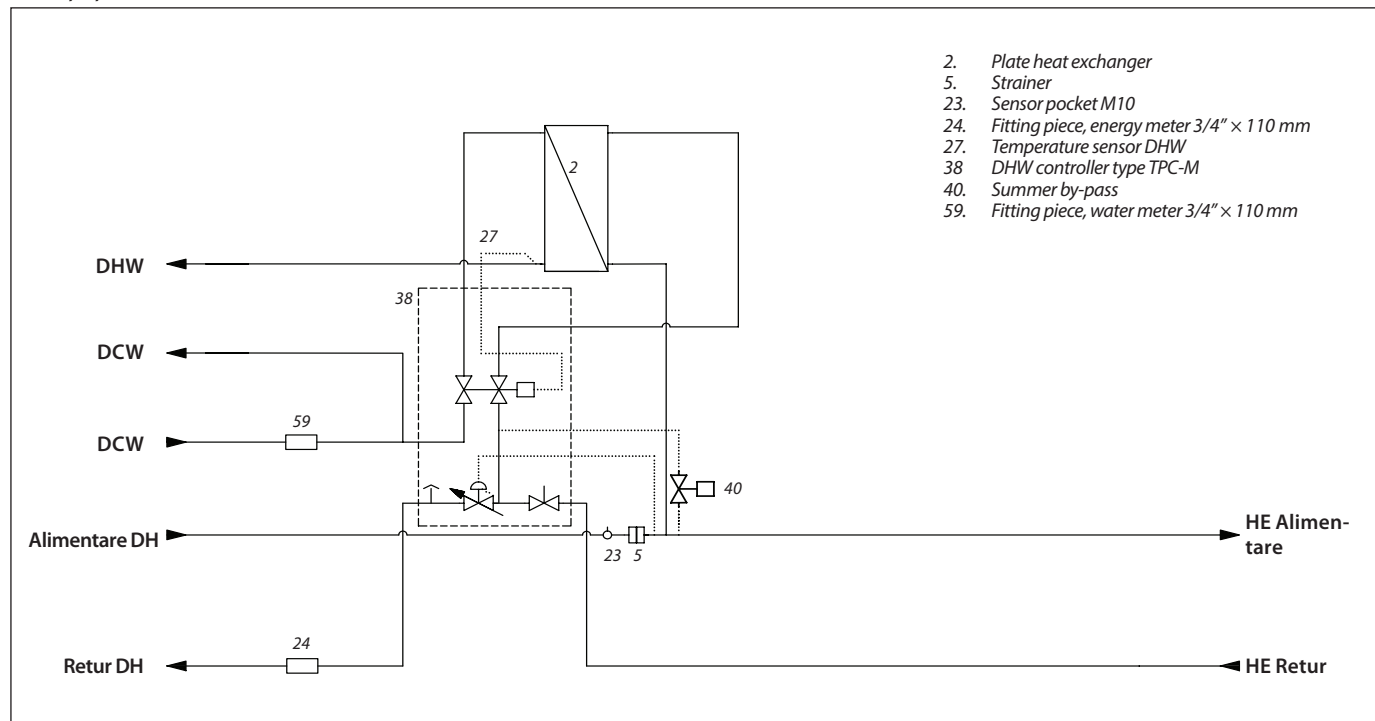 2. Plate heat exchanger
5. Strainer
23. Sensor pocket M10
24. Fitting piece, energy meter 3/4" × 110 mm
27. Temperature sensor DHW
38 DHW controller type TPC-M
40. Summer by-pass
59. Fitting piece, water meter 3/4" × 110 mm
2
27
DHW
38
DCW
59
DCW
40
Alimentare DH
23
5
HE Alimen-
tare
24
Retur DH
HE Retur